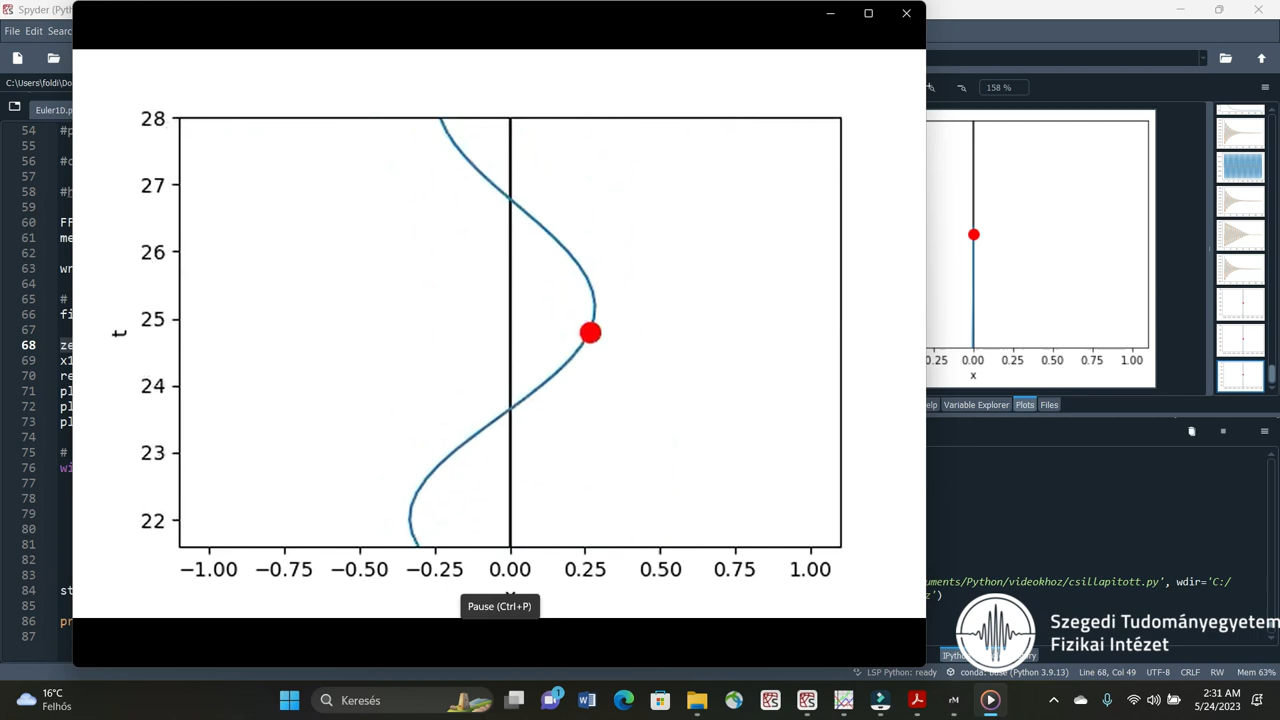 Spyder (Pyth
File Edit Searc
C:\Users\foldi\Do
Euler1D.p
158 %
54 #p
55
56 #c
57
58 #h
59
60 FF
61 me
62
63 wr
64
65 #
66 fi
67
68 ze
69 x1
70 re
71 pl
72 pl
73 pl
74
75 #
76 wi
77
78
79
80
81
82
83
84 st
85
86 pr
87
28
27
26
25
24
23
22
t
−1.00 −0.75 −0.50 −0.25 0.00 0.25 0.50 0.75 1.00
Pause (Ctrl+P)
0.25 0.00 0.25 0.50 0.75 1.00
x
elp Variable Explorer Plots Files
uments/Python/videokhoz/csillapitott.py', wdir='C:/
z')
Szegedi Tudományegyetem
Fizikai Intézet
LSP Python: ready conda: base (Python 3.9.13) Line 68, Col 49 UTF-8 CRLF RW Mem 63%
16°C
Felhős
Keresés
1
rM
2:31 AM
5/24/2023